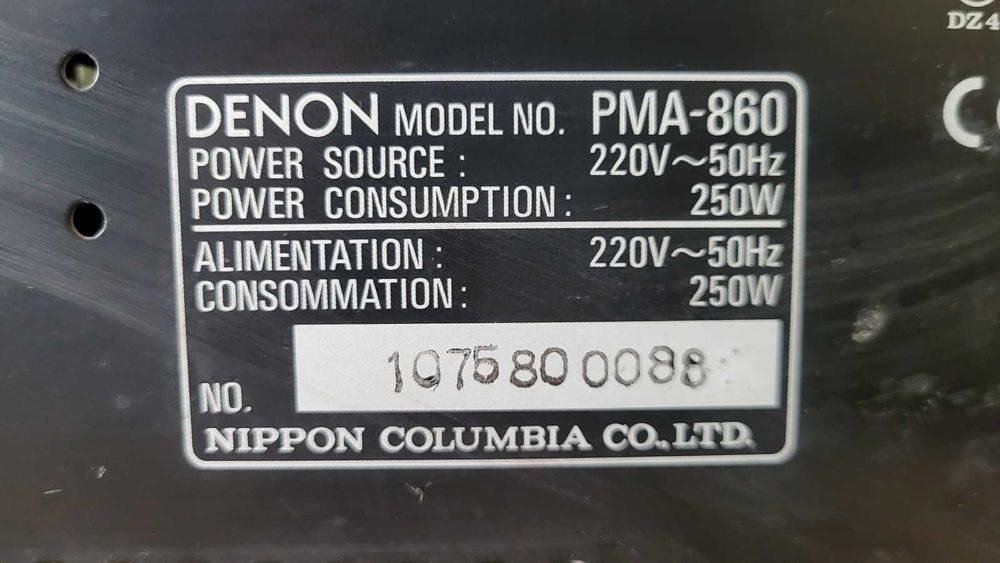 DZ4
DENON MODEL NO. PMA-860
POWER SOURCE : 220V~50Hz
POWER CONSUMPTION : 250W
ALIMENTATION : 220V~50Hz
CONSOMMATION : 250W
NO. 1075800088
NIPPON COLUMBIA CO., LTD.